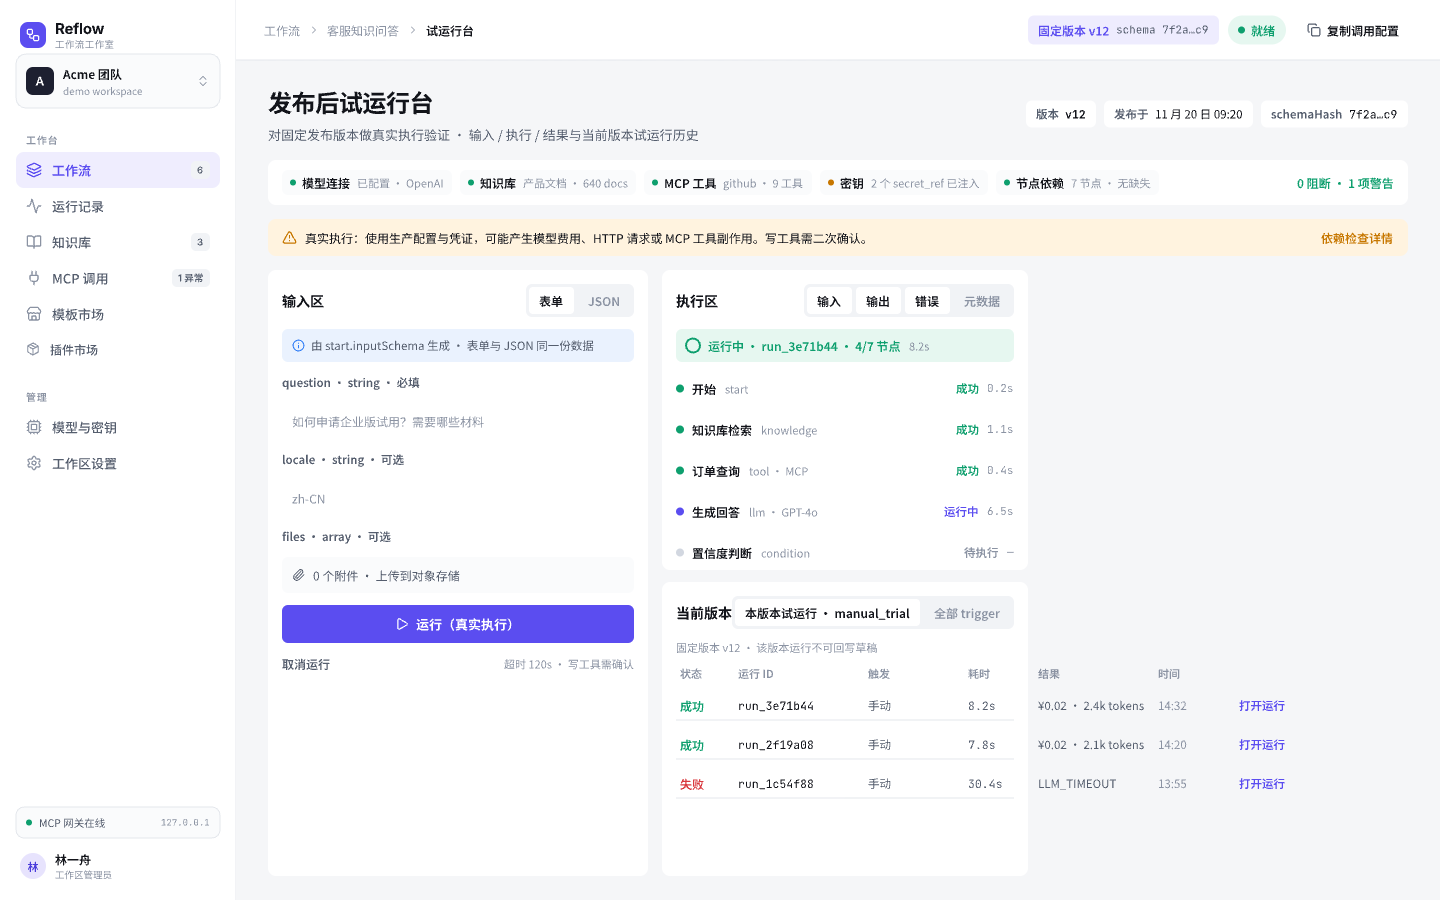 Reflow
工作流工作室
A
Acme 团队
demo workspace
工作台
工作流 6
运行记录
知识库 3
MCP 调用 1 异常
模板市场
插件市场
管理
模型与密钥
工作区设置
MCP 网关在线 127.0.0.1
林
林一舟
工作区管理员
工作流 > 客服知识问答 > 试运行台
固定版本 v12 schema 7f2a…c9
就绪
复制调用配置
发布后试运行台
对固定发布版本做真实执行验证 · 输入 / 执行 / 结果与当前版本试运行历史
版本 v12
发布于 11 月 20 日 09:20
schemaHash 7f2a…c9
模型连接 已配置 · OpenAI
知识库 产品文档 · 640 docs
MCP 工具 github · 9 工具
密钥 2 个 secret_ref 已注入
节点依赖 7 节点 · 无缺失
0 阻断 · 1 项警告
真实执行：使用生产配置与凭证，可能产生模型费用、HTTP 请求或 MCP 工具副作用。写工具需二次确认。
依赖检查详情
输入区
表单 JSON
由 start.inputSchema 生成 · 表单与 JSON 同一份数据
question · string · 必填
如何申请企业版试用？需要哪些材料
locale · string · 可选
zh-CN
files · array · 可选
0 个附件 · 上传到对象存储
运行（真实执行）
取消运行 超时 120s · 写工具需确认
执行区
输入 输出 错误 元数据
运行中 · run_3e71b44 · 4/7 节点 8.2s
开始 start 成功 0.2s
知识库检索 knowledge 成功 1.1s
订单查询 tool · MCP 成功 0.4s
生成回答 llm · GPT-4o 运行中 6.5s
置信度判断 condition 待执行 —
当前版本 本版本试运行 · manual_trial 全部 trigger
固定版本 v12 · 该版本运行不可回写草稿
状态 运行 ID 触发 耗时 结果 时间
成功 run_3e71b44 手动 8.2s ¥0.02 · 2.4k tokens 14:32 打开运行
成功 run_2f19a08 手动 7.8s ¥0.02 · 2.1k tokens 14:20 打开运行
失败 run_1c54f88 手动 30.4s LLM_TIMEOUT 13:55 打开运行